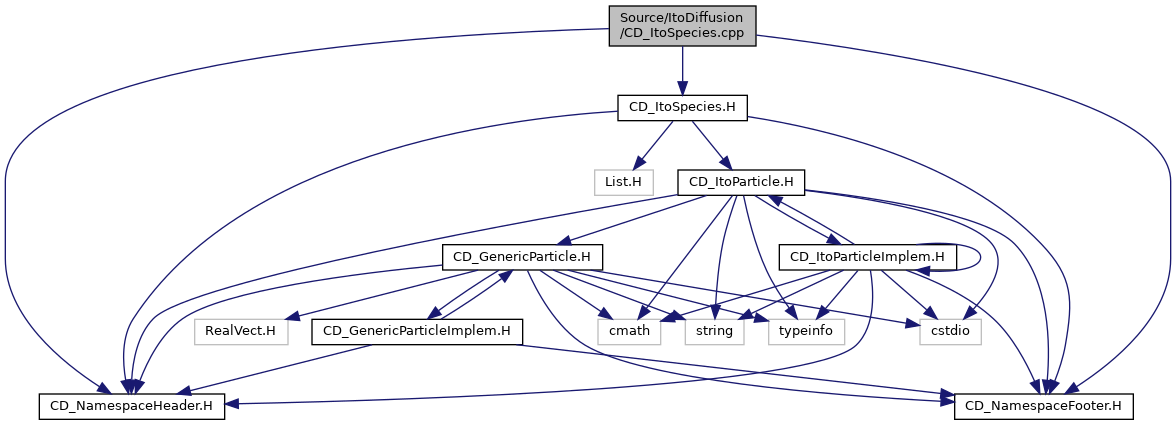 Source/ItoDiffusion
/CD_ItoSpecies.cpp
CD_ItoSpecies.H
List.H
CD_ItoParticle.H
CD_GenericParticle.H
CD_ItoParticleImplem.H
RealVect.H
CD_GenericParticleImplem.H
cmath
string
typeinfo
cstdio
CD_NamespaceHeader.H
CD_NamespaceFooter.H